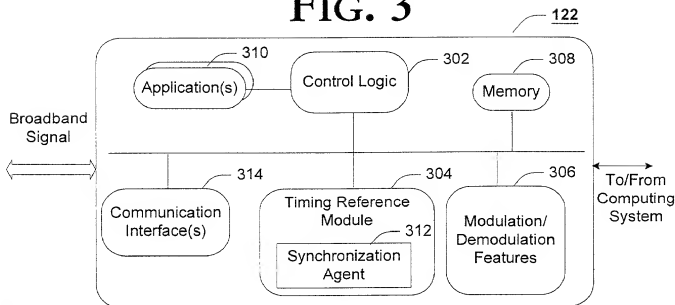 FIG. 3
122
310
Application(s)
Control Logic
302
308
Memory
Broadband
Signal
314
Communication
Interface(s)
304
Timing Reference
Module
312
Synchronization
Agent
306
Modulation/
Demodulation
Features
To/From
Computing
System